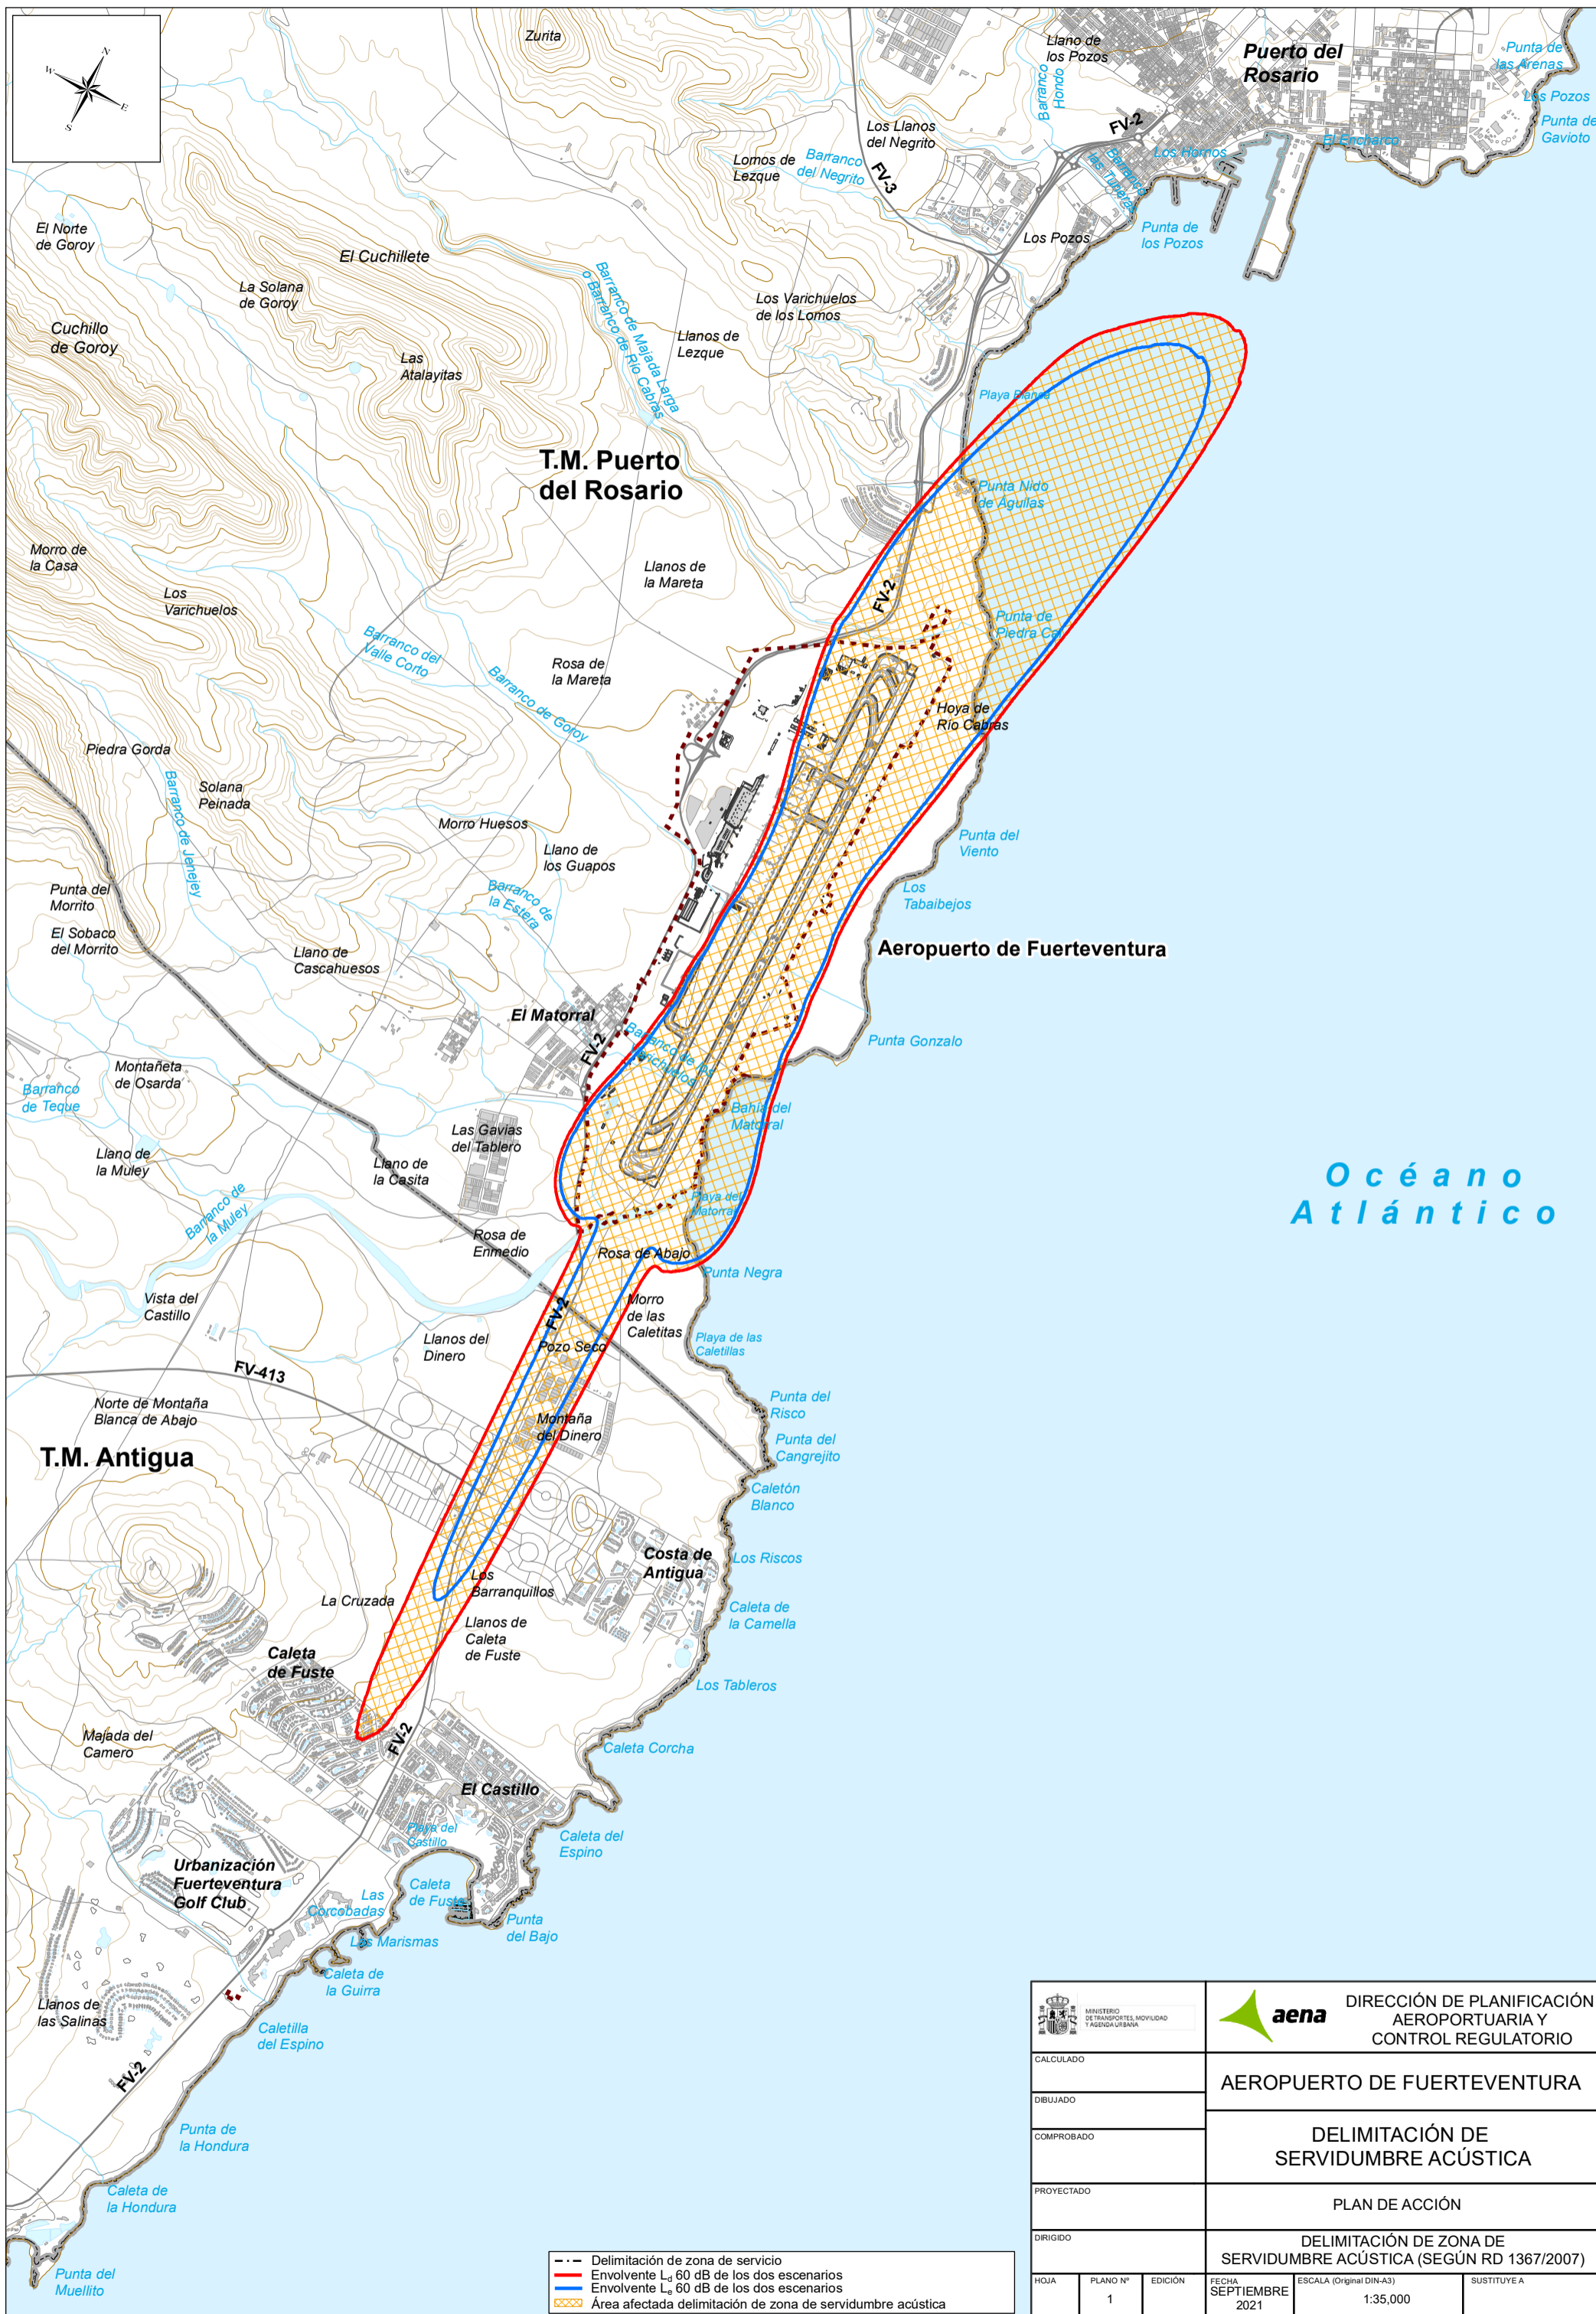 N
W
E
S
Zurita
Llano de
los Pozos
Barranco
Hondo
Puerto del
Rosario
Punta de
las Arenas
Los Pozos
Punta de
Gavioto
El Encharco
Los Hornos
FV-2
Los Llanos
del Negrito
Barranco
del Negrito
FV-3
Lomos de
Lezque
Los Pozos
Punta de
los Pozos
El Norte
de Goroy
El Cuchillete
La Solana
de Goroy
Cuchillo
de Goroy
Las
Atalayitas
Barranco de Majada Larga
o Barranco de Río Cabras
Los Varichuelos
de los Lomos
Llanos de
Lezque
Playa Blanca
T.M. Puerto
del Rosario
Punta Nido
de Águilas
Morro de
la Casa
Los
Varichuelos
Llanos de
la Mareta
FV-2
Punta de
Piedra Cal
Barranco del
Valle Corto
Rosa de
la Mareta
Barranco de Goroy
Hoya de
Río Cabras
Piedra Gorda
Barranco de Jenejey
Solana
Peinada
Morro Huesos
Llano de
los Guapos
Punta del
Viento
Barranco de
la Estera
Los
Tabaibejos
Punta del
Morrito
El Sobaco
del Morrito
Llano de
Cascahuesos
Aeropuerto de Fuerteventura
El Matorral
FV-2
Barranco de los
Varichuelos
Punta Gonzalo
Montañeta
de Osarda
Barranco
de Teque
Bahía del
Matorral
Las Gavias
del Tablero
Llano de
la Muley
Llano de
la Casita
Océano
Atlántico
Barranco de
la Muley
Playa del
Matorral
Rosa de
Enmedio
Rosa de Abajo
Punta Negra
Vista del
Castillo
FV-2
Morro
de las
Caletitas
Llanos del
Dinero
Pozo Seco
Playa de las
Caletillas
FV-413
Norte de Montaña
Blanca de Abajo
Punta del
Risco
Montaña
del Dinero
Punta del
Cangrejito
T.M. Antigua
Caletón
Blanco
Costa de
Antigua
Los Riscos
Los
Barranquillos
La Cruzada
Caleta de
la Camella
Llanos de
Caleta
de Fuste
Caleta
de Fuste
Los Tableros
Majada del
Camero
FV-2
Caleta Corcha
El Castillo
Playa del
Castillo
Caleta del
Espino
Urbanización
Fuerteventura
Golf Club
Las
Corcobadas
Caleta
de Fuste
Punta
del Bajo
Las Marismas
Caleta de
la Guirra
Llanos de
las Salinas
Caletilla
del Espino
FV-2
Punta de
la Hondura
Caleta de
la Hondura
Punta del
Muellito
Delimitación de zona de servicio
Envolvente Ld 60 dB de los dos escenarios
Envolvente Le 60 dB de los dos escenarios
Área afectada delimitación de zona de servidumbre acústica
MINISTERIO
DE TRANSPORTES, MOVILIDAD
Y AGENDA URBANA
aena
DIRECCIÓN DE PLANIFICACIÓN
AEROPORTUARIA Y
CONTROL REGULATORIO
CALCULADO
DIBUJADO
COMPROBADO
PROYECTADO
DIRIGIDO
AEROPUERTO DE FUERTEVENTURA
DELIMITACIÓN DE
SERVIDUMBRE ACÚSTICA
PLAN DE ACCIÓN
DELIMITACIÓN DE ZONA DE
SERVIDUMBRE ACÚSTICA (SEGÚN RD 1367/2007)
HOJA
PLANO Nº
1
EDICIÓN
FECHA
SEPTIEMBRE
2021
ESCALA (Original DIN-A3)
1:35,000
SUSTITUYE A